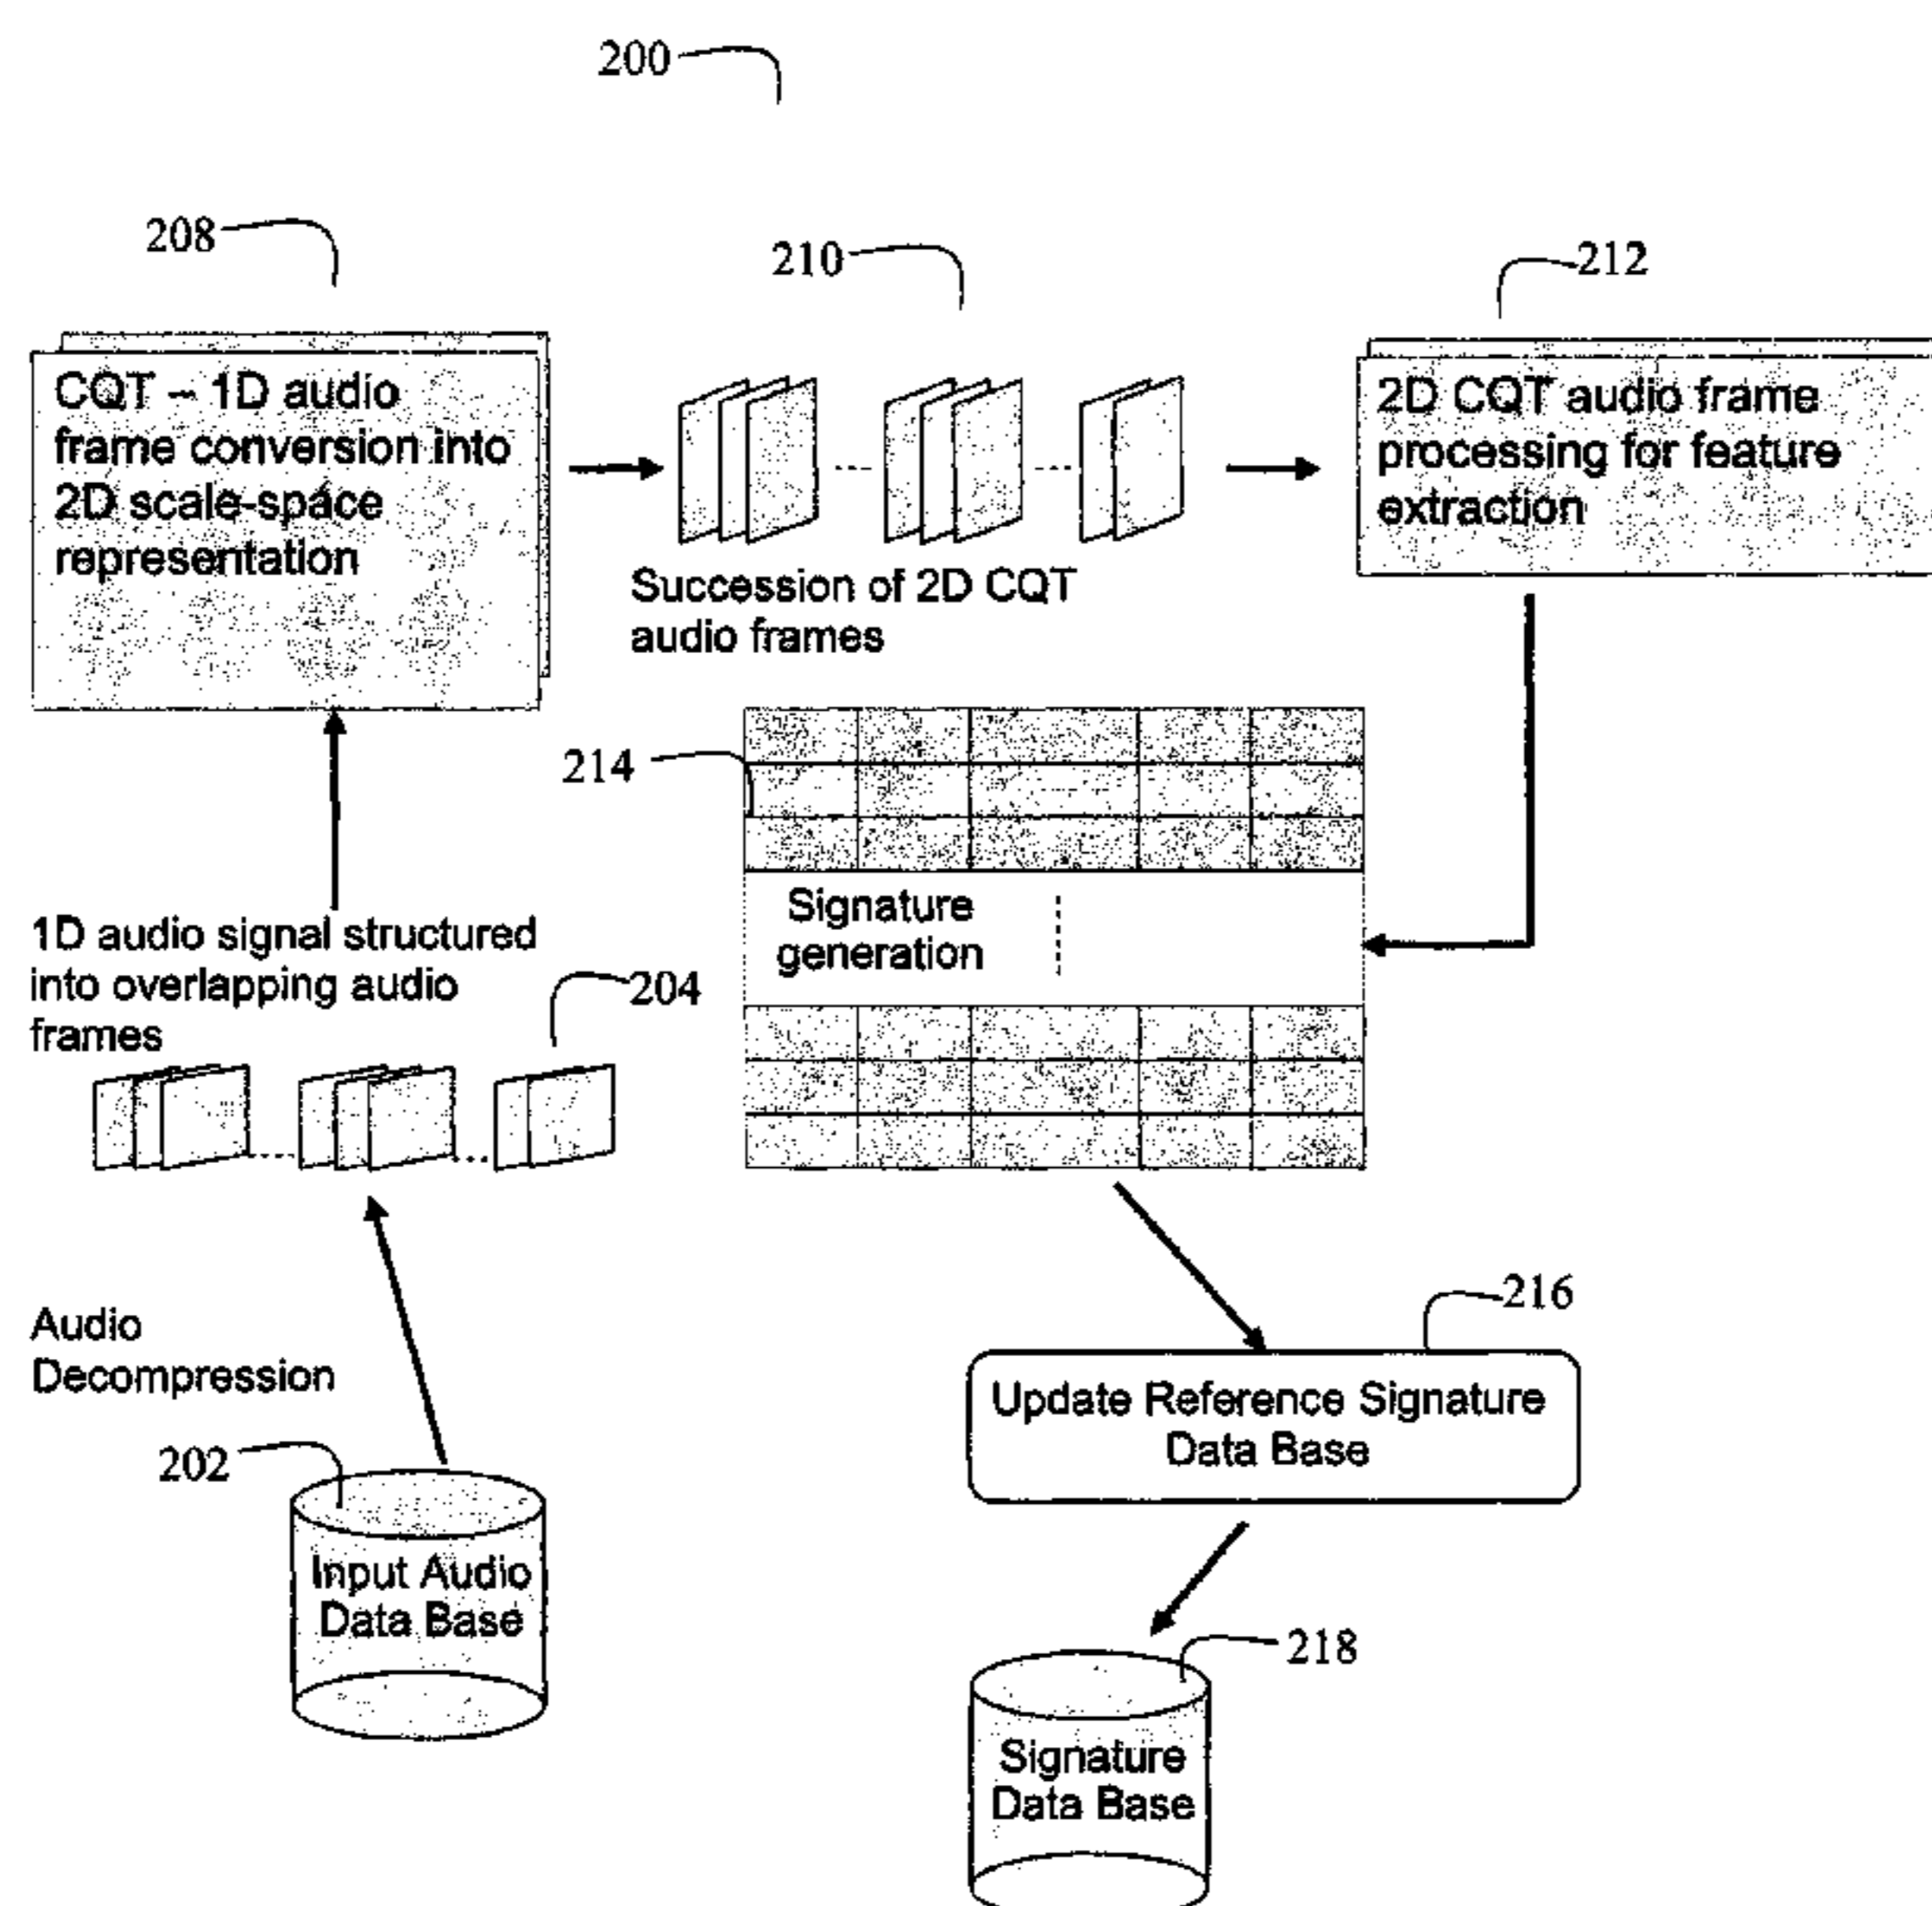 200
208
210
212
CQT – 1D audio
frame conversion into
2D scale-space
representation
2D CQT audio frame
processing for feature
extraction
Succession of 2D CQT
audio frames
214
Signature
generation
1D audio signal structured
into overlapping audio
frames
204
Audio
Decompression
216
Update Reference Signature
Data Base
202
Input Audio
Data Base
218
Signature
Data Base